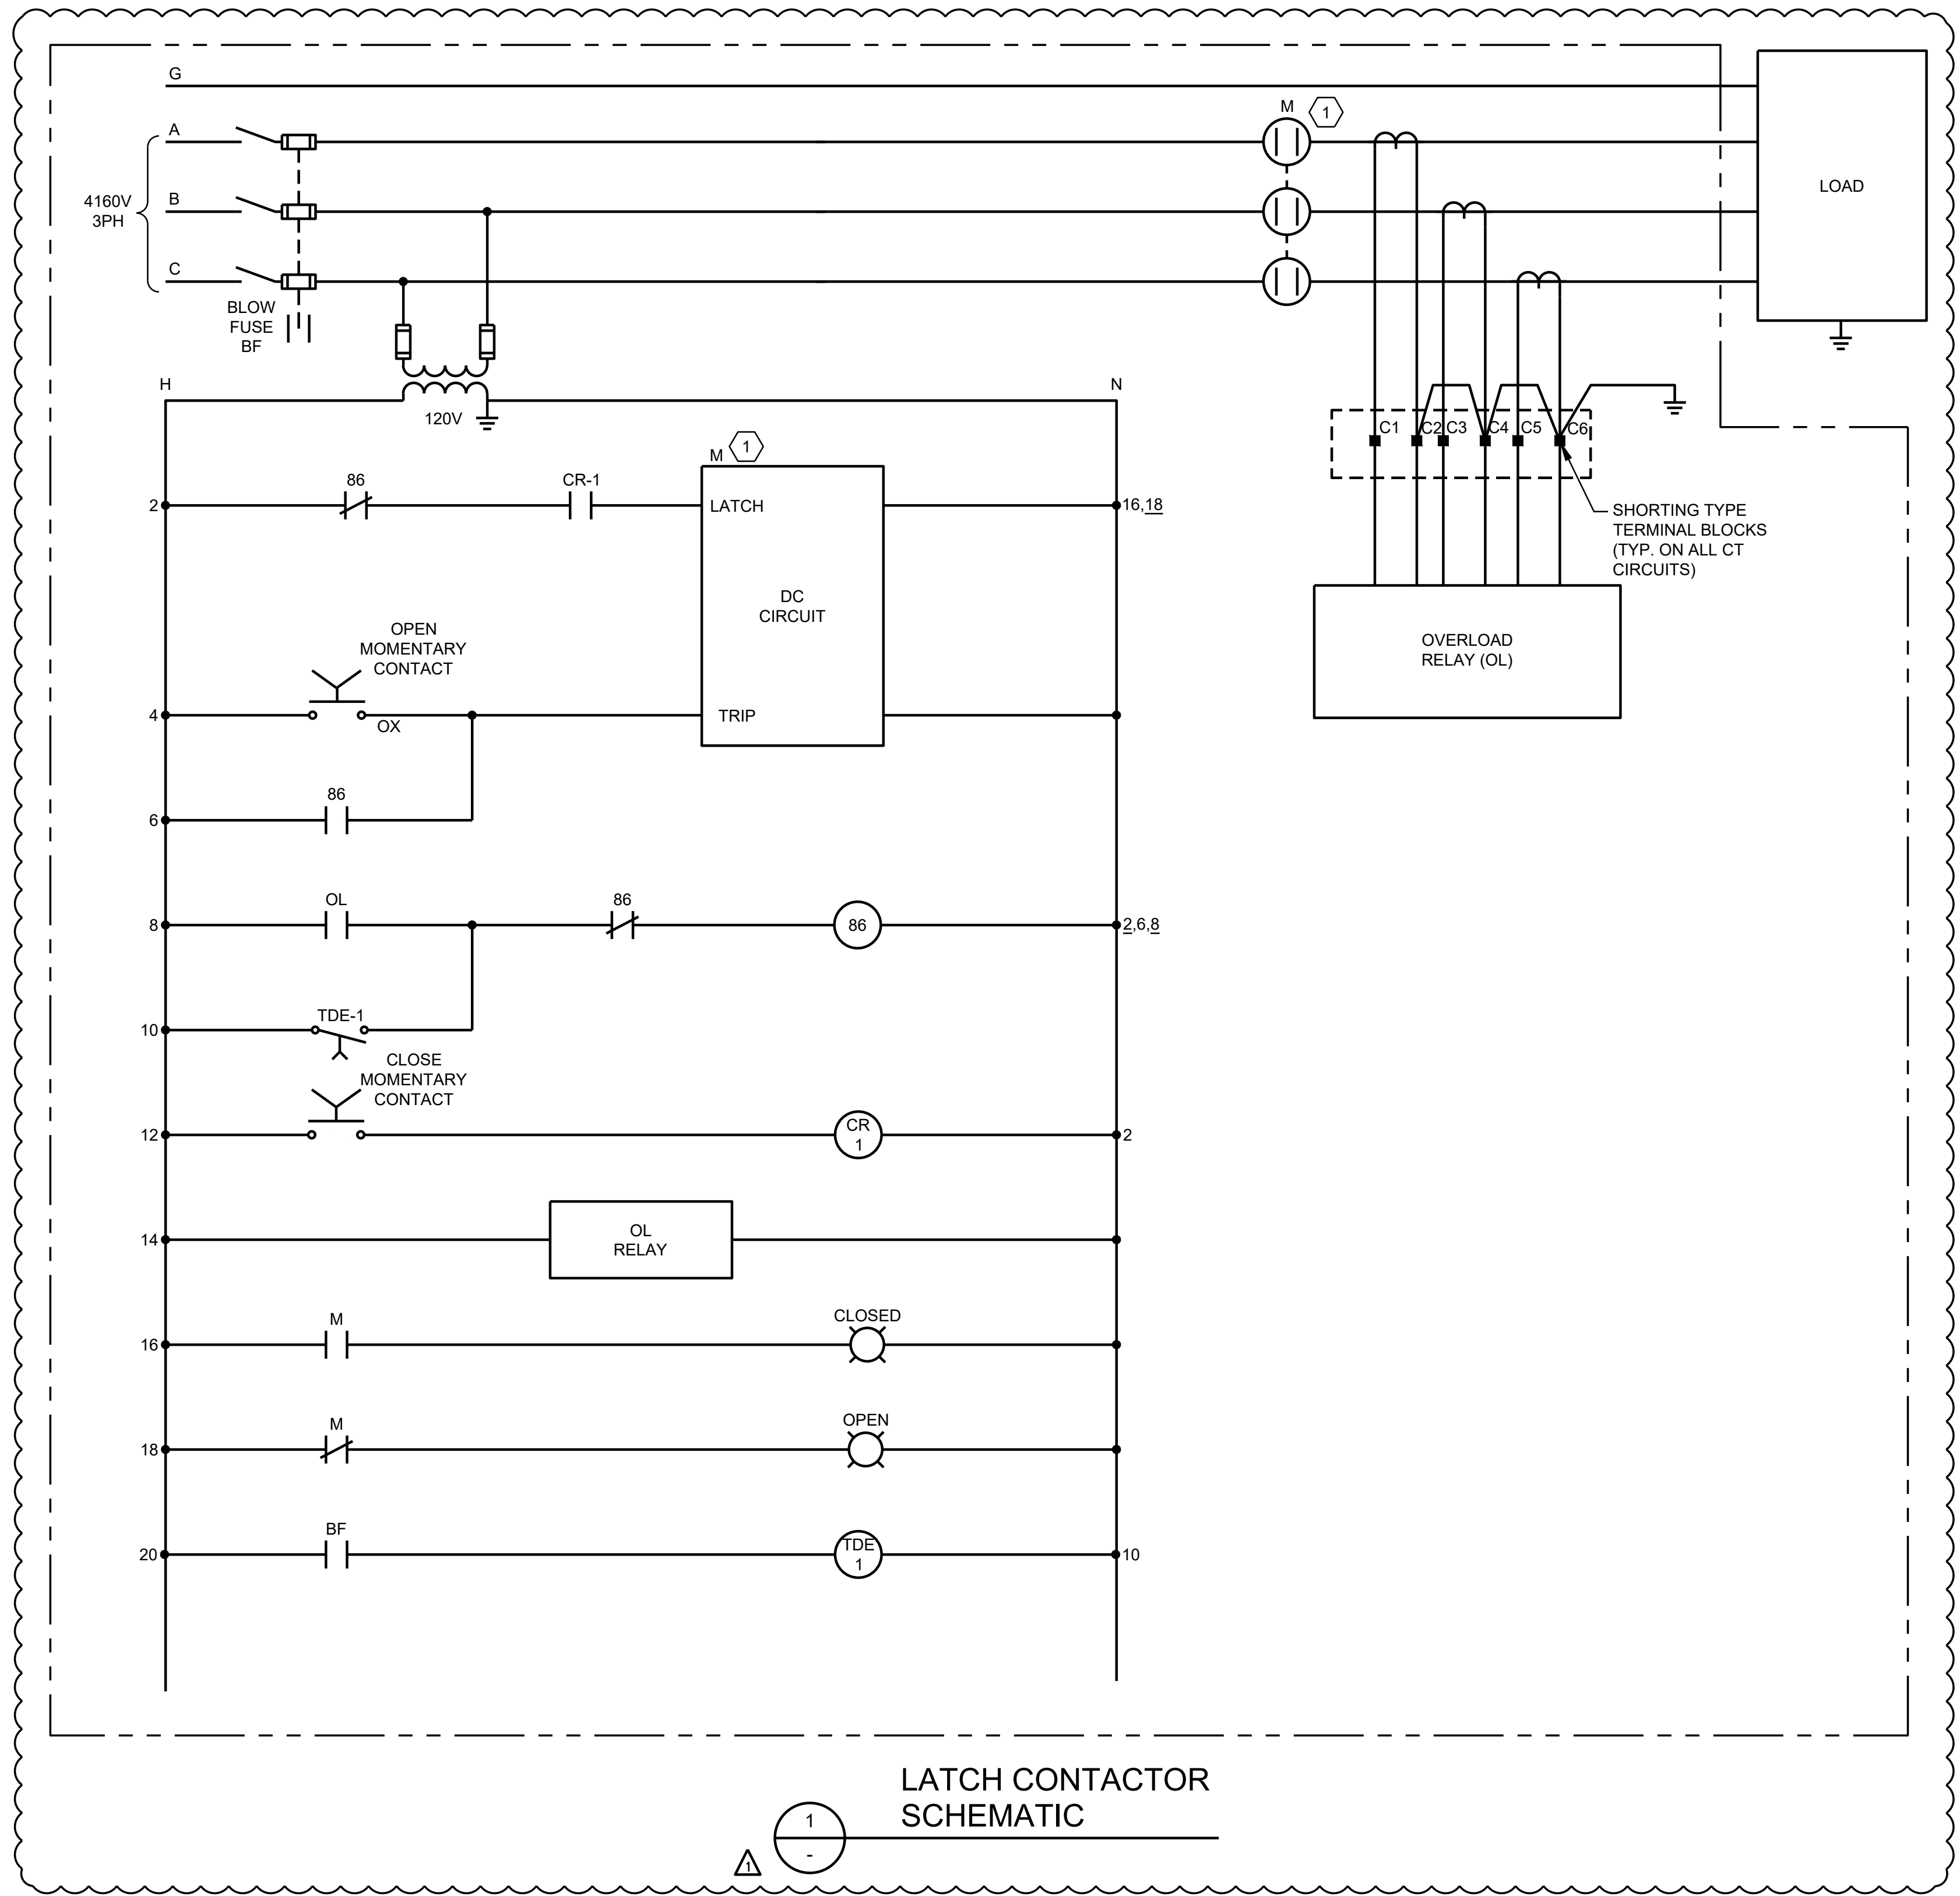 G
A
B
C
4160V
3PH
BLOW
FUSE
BF
M
1
LOAD
H
N
120V
C1
C2
C3
C4
C5
C6
SHORTING TYPE
TERMINAL BLOCKS
(TYP. ON ALL CT
CIRCUITS)
OVERLOAD
RELAY (OL)
M
1
2
86
CR-1
LATCH
16,18
DC
CIRCUIT
OPEN
MOMENTARY
CONTACT
4
OX
TRIP
6
86
8
OL
86
86
2,6,8
10
TDE-1
CLOSE
MOMENTARY
CONTACT
12
CR
1
2
14
OL
RELAY
16
M
CLOSED
18
M
OPEN
20
BF
TDE
1
10
LATCH CONTACTOR
SCHEMATIC
1
-
1